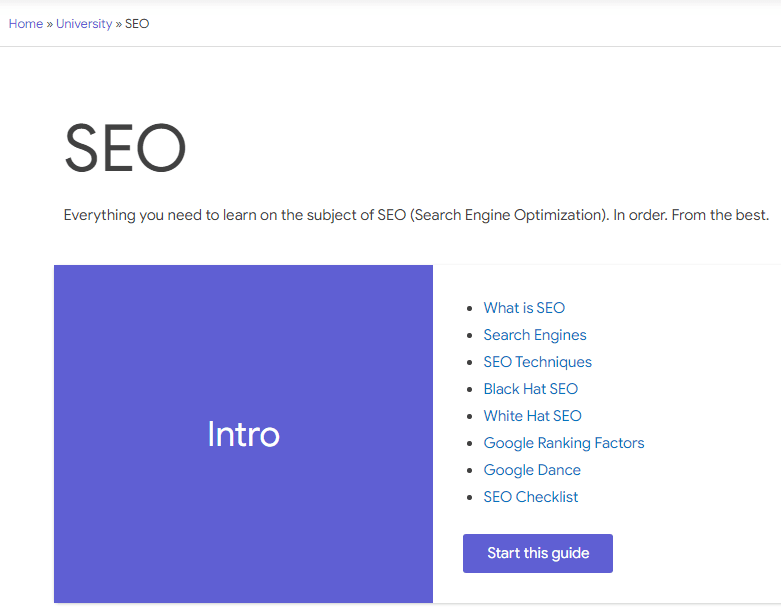 Home » University » SEO
SEO
Everything you need to learn on the subject of SEO (Search Engine Optimization). In order. From the best.
Intro
What is SEO
Search Engines
SEO Techniques
Black Hat SEO
White Hat SEO
Google Ranking Factors
Google Dance
SEO Checklist
Start this guide